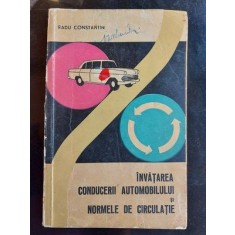 RADU CONSTANTIN
ÎNVĂȚAREA
CONDUCERII AUTOMOBILULUI
ȘI
NORMELE DE CIRCULAȚIE